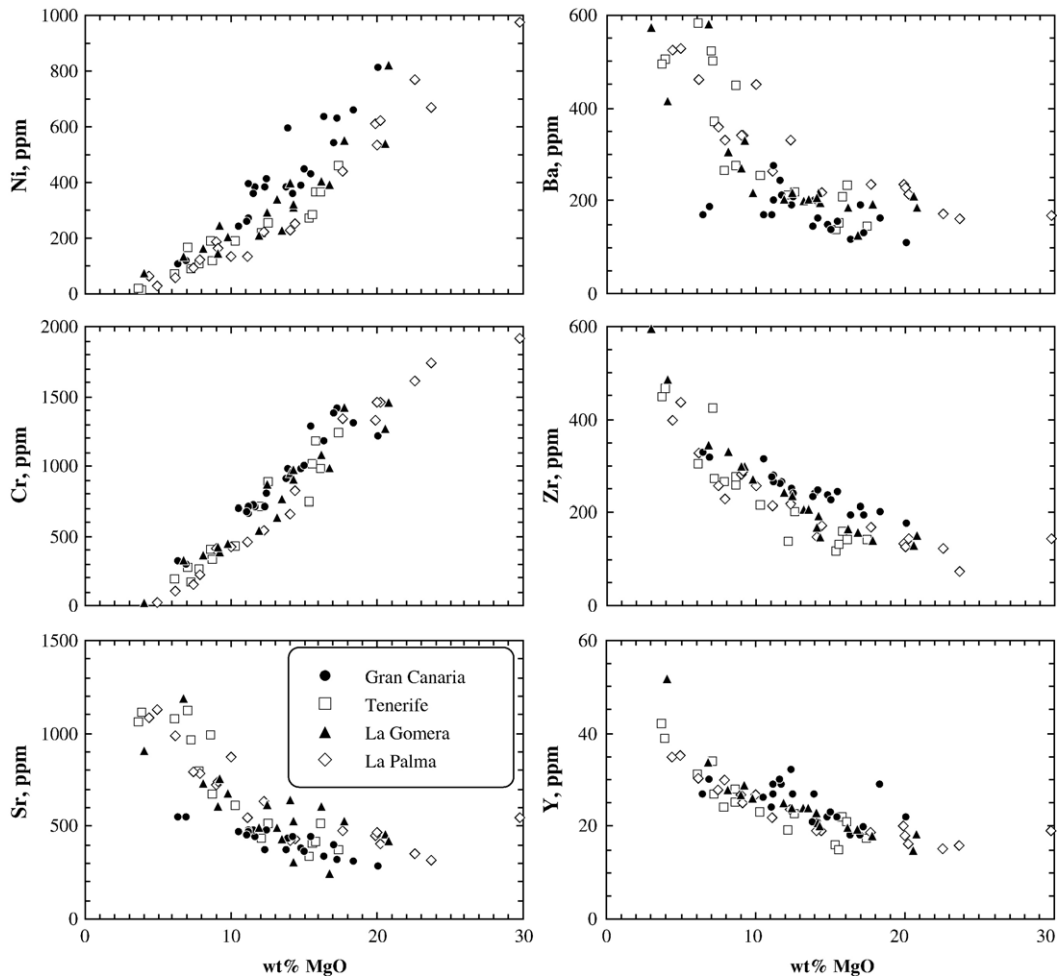 Ni, ppm
1000
800
600
400
200
0
Ba, ppm
600
400
200
0
Cr, ppm
2000
1500
1000
500
0
Zr, ppm
600
400
200
0
Sr, ppm
1500
1000
500
0
Gran Canaria
Tenerife
La Gomera
La Palma
Y, ppm
60
40
20
0
0 10 20 30
wt% MgO
0 10 20 30
wt% MgO